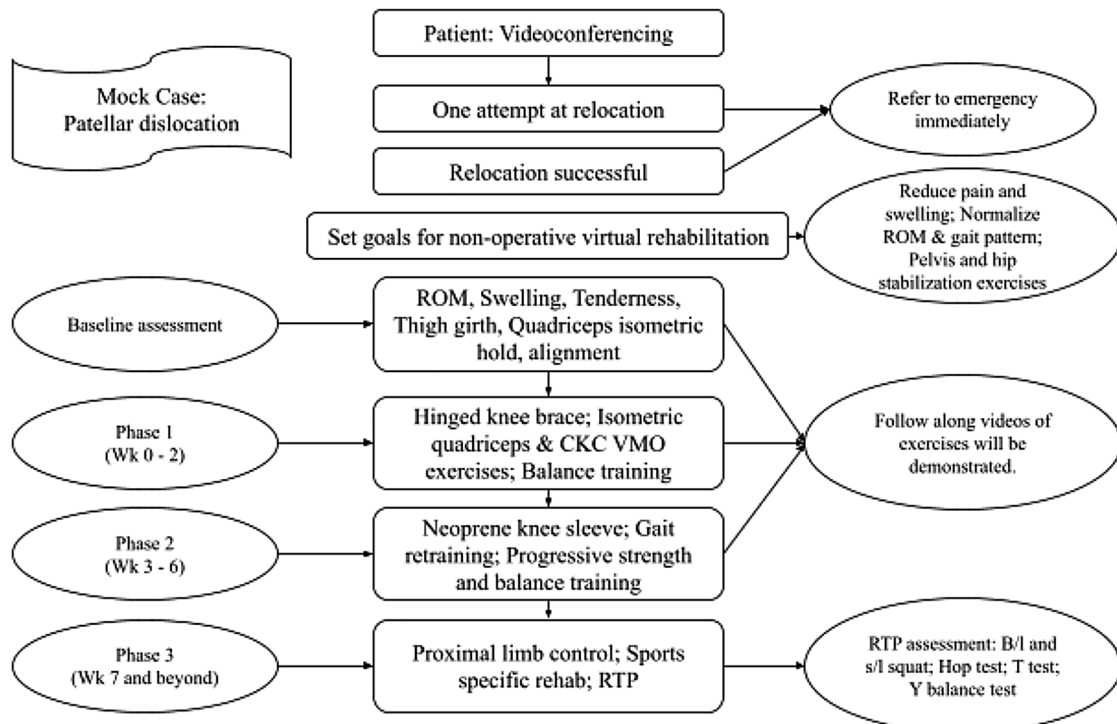 Patient: Videoconferencing
Mock Case:
Patellar dislocation
One attempt at relocation
Refer to emergency
immediately
Relocation successful
Set goals for non-operative virtual rehabilitation
Reduce pain and
swelling; Normalize
ROM & gait pattern;
Pelvis and hip
stabilization exercises
Baseline assessment
ROM, Swelling, Tenderness,
Thigh girth, Quadriceps isometric
hold, alignment
Phase 1
(Wk 0 - 2)
Hinged knee brace; Isometric
quadriceps & CKC VMO
exercises; Balance training
Follow along videos of
exercises will be
demonstrated.
Phase 2
(Wk 3 - 6)
Neoprene knee sleeve; Gait
retraining; Progressive strength
and balance training
Phase 3
(Wk 7 and beyond)
Proximal limb control; Sports
specific rehab; RTP
RTP assessment: B/l and
s/l squat; Hop test; T test;
Y balance test